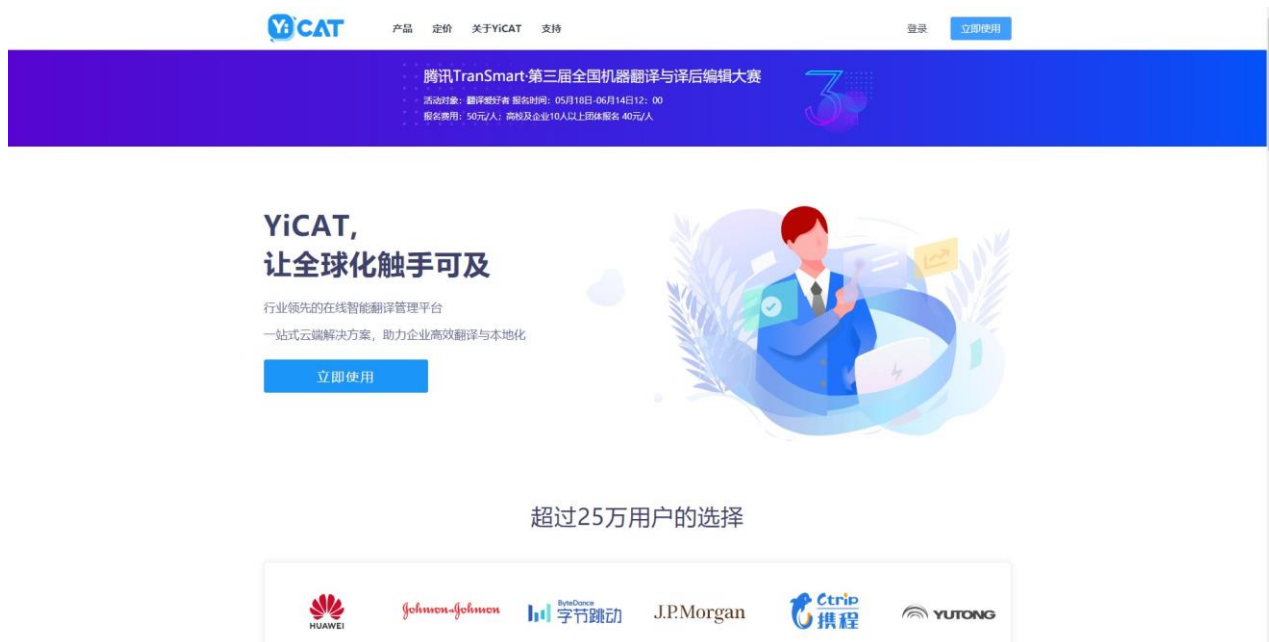 YiCAT
产品 定价 关于YiCAT 支持 登录 立即使用
腾讯TranSmart·第三届全国机器翻译与译后编辑大赛
活动对象：翻译爱好者 报名时间：05月18日-06月14日12：00
报名费用：50元/人；高校及企业10人以上团体报名 40元/人
3
YiCAT,
让全球化触手可及
行业领先的在线智能翻译管理平台
一站式云端解决方案，助力企业高效翻译与本地化
立即使用
超过25万用户的选择
HUAWEI
Johnson&Johnson
ByteDance
字节跳动
J.P.Morgan
Ctrip
携程
YUTONG